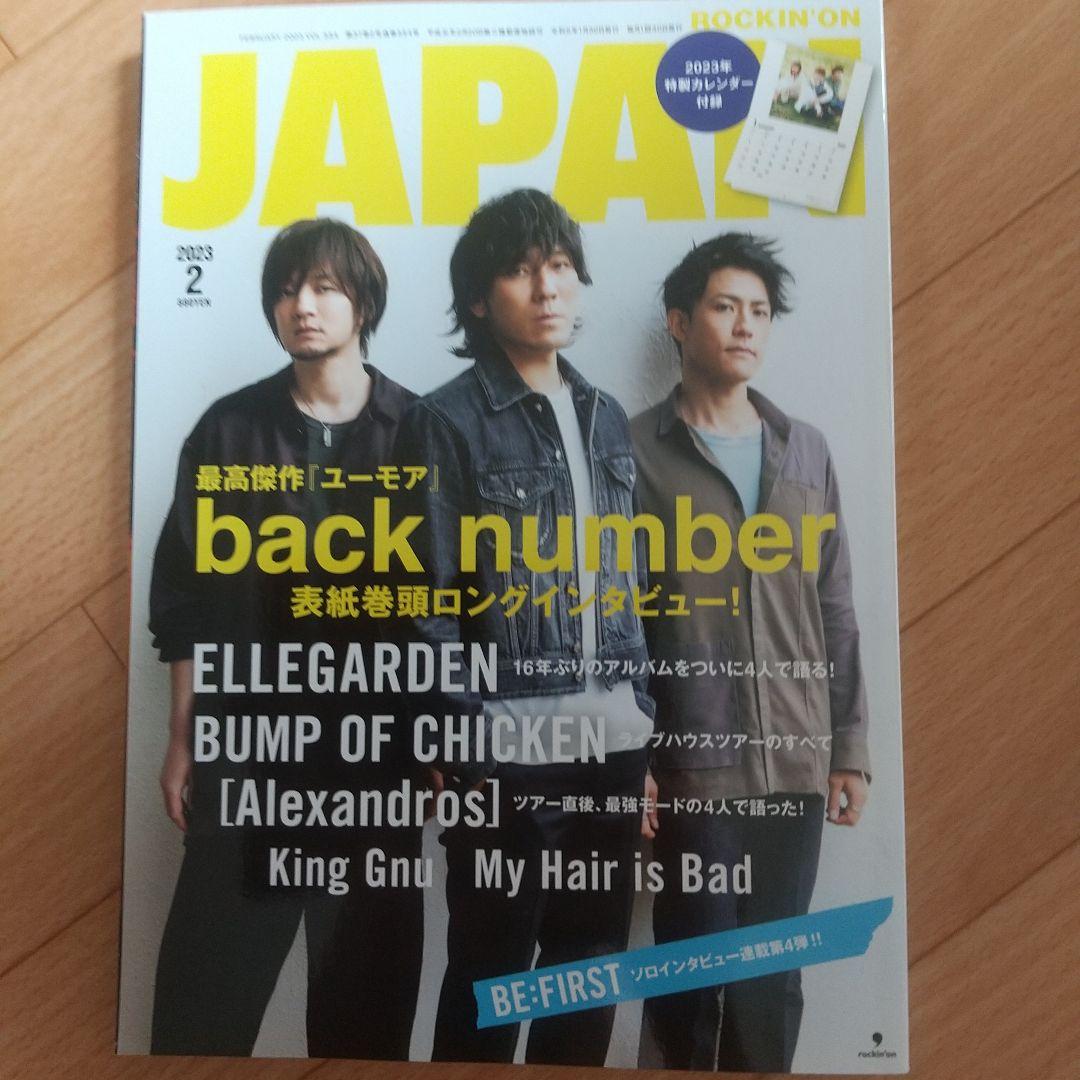 ROCKIN'ON
JAPAN
2023年
特製カレンダー
付録
2023
2
最高傑作『ユーモア』
back number
表紙巻頭ロングインタビュー!
ELLEGARDEN 16年ぶりのアルバムをついに4人で語る!
BUMP OF CHICKEN ライブハウスツアーのすべて
[Alexandros] ツアー直後、最強モードの4人で語った!
King Gnu My Hair is Bad
BE:FIRST ソロインタビュー連載第4弾!!
rockin'on